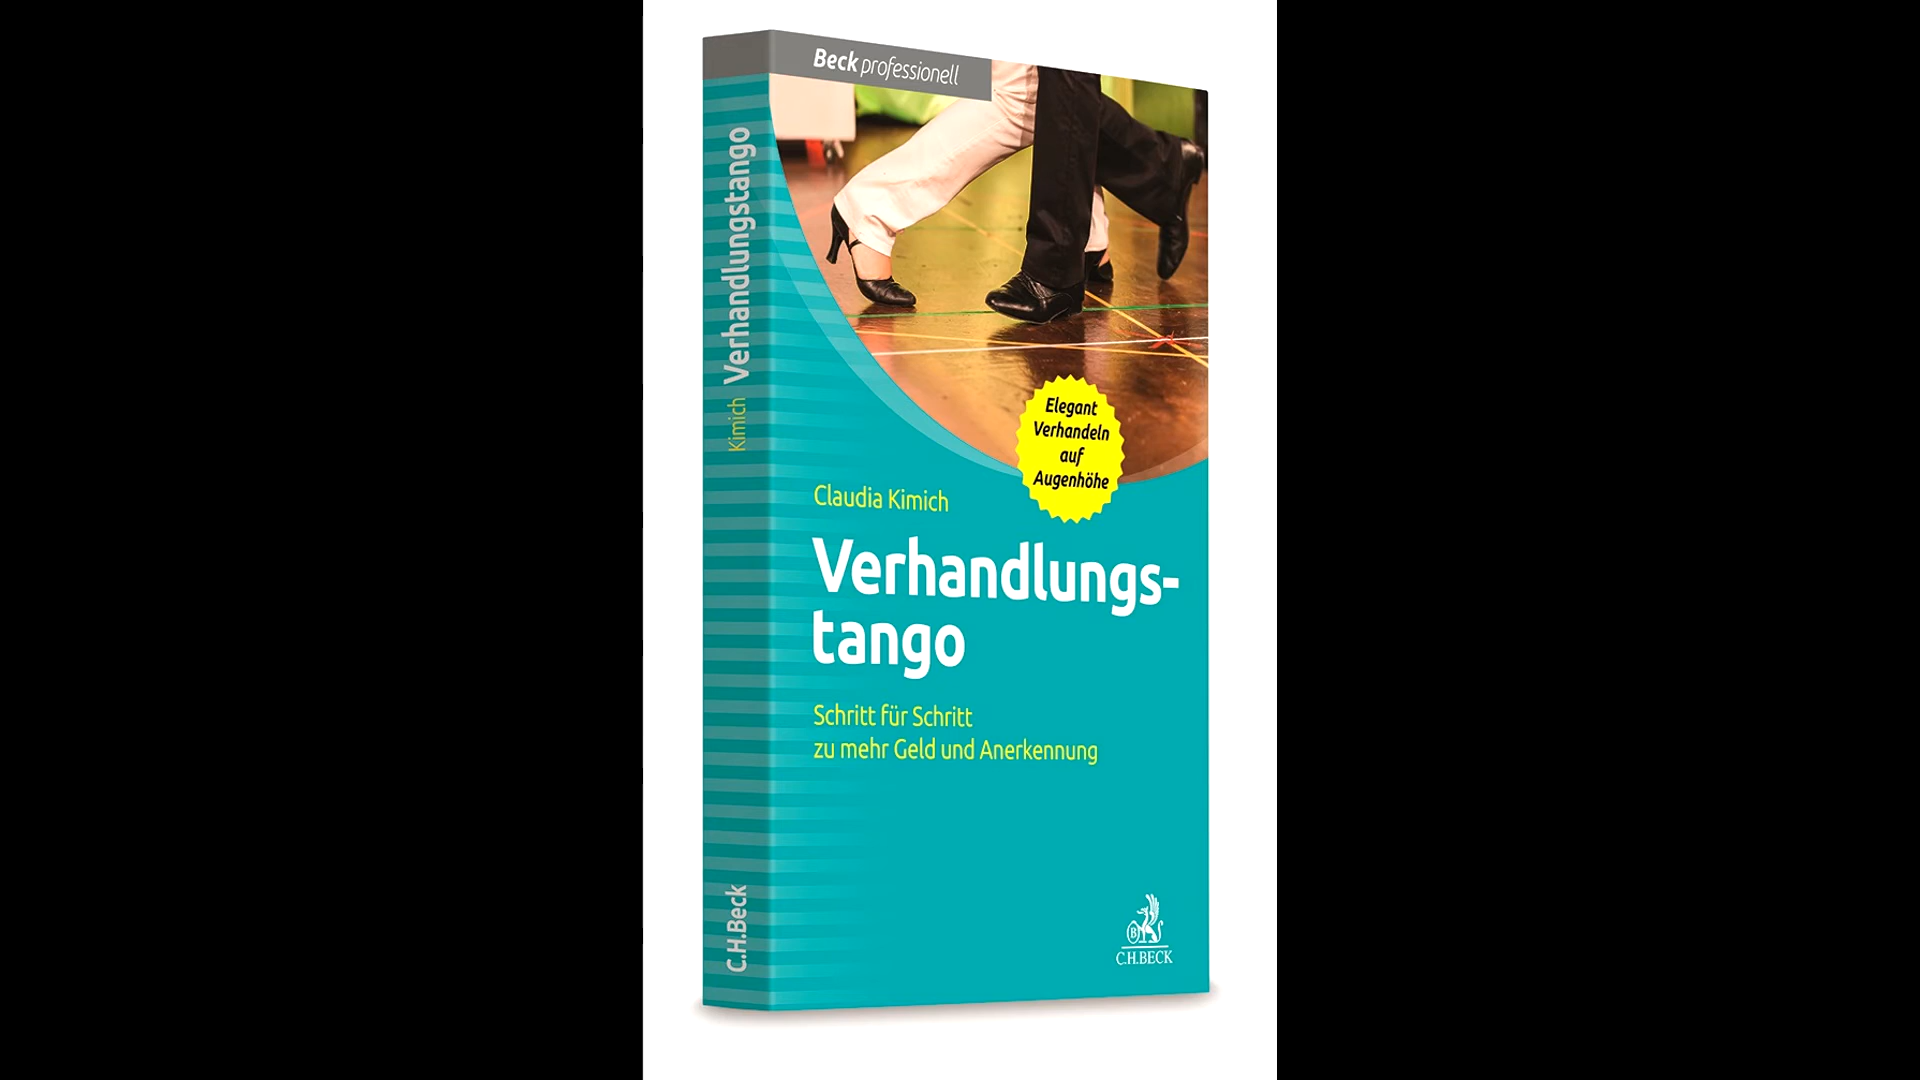 Beck professionell
Kimich Verhandlungstango
C.H.Beck
Elegant
Verhandeln
auf
Augenhöhe
Claudia Kimich
Verhandlungs-
tango
Schritt für Schritt
zu mehr Geld und Anerkennung
B
C.H.BECK